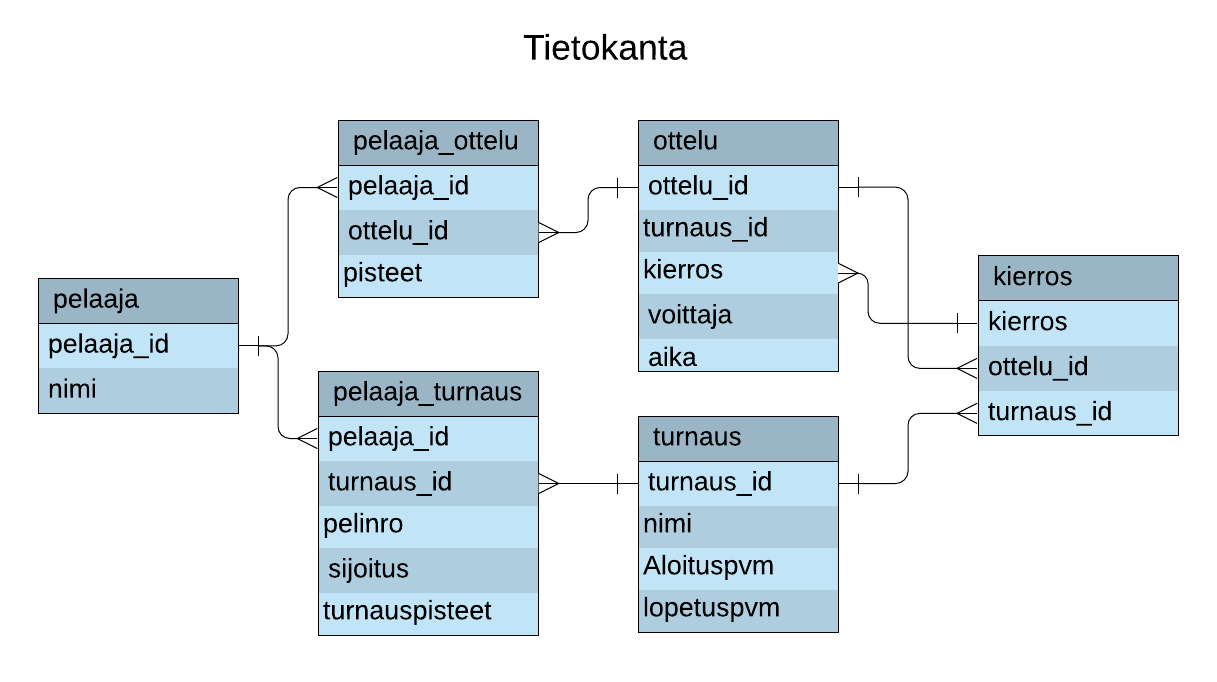 Tietokanta
pelaaja_ottelu
pelaaja_id
ottelu_id
pisteet
ottelu
ottelu_id
turnaus_id
kierros
voittaja
aika
kierros
kierros
ottelu_id
turnaus_id
pelaaja
pelaaja_id
nimi
pelaaja_turnaus
pelaaja_id
turnaus_id
pelinro
sijoitus
turnauspisteet
turnaus
turnaus_id
nimi
Aloituspvm
lopetuspvm